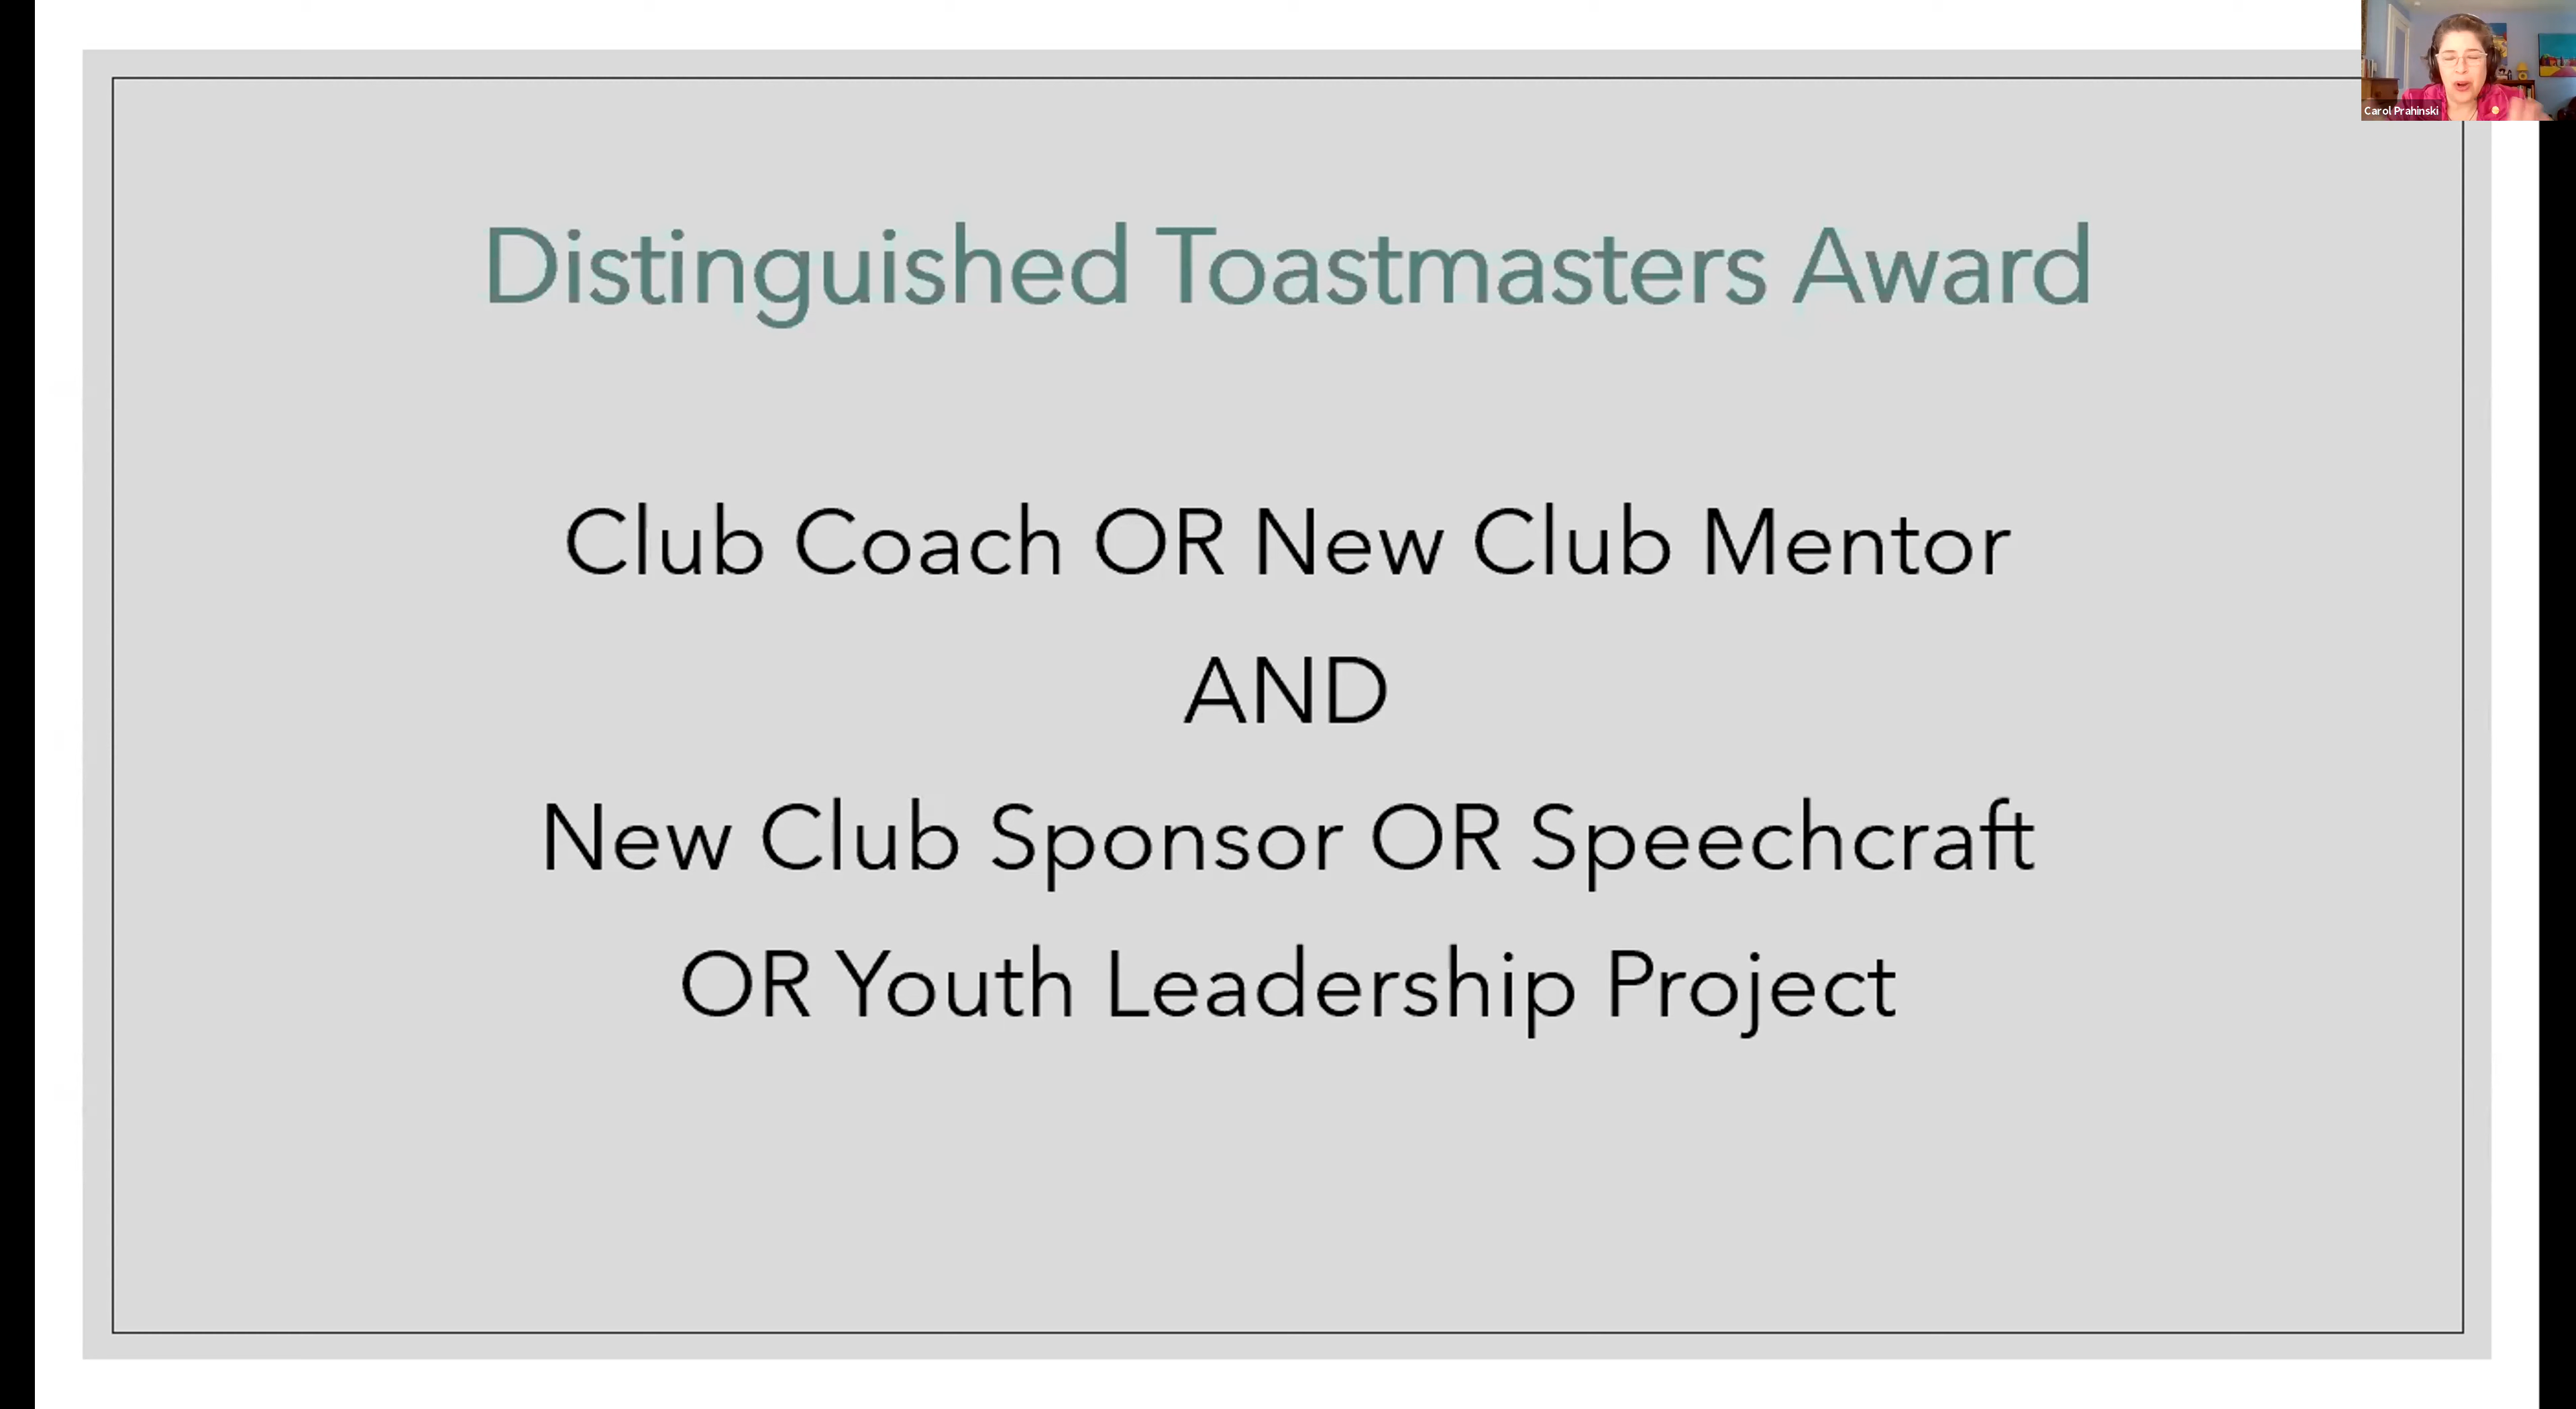 Carol Prahinski
Distinguished Toastmasters Award
Club Coach OR New Club Mentor
AND
New Club Sponsor OR Speechcraft
OR Youth Leadership Project